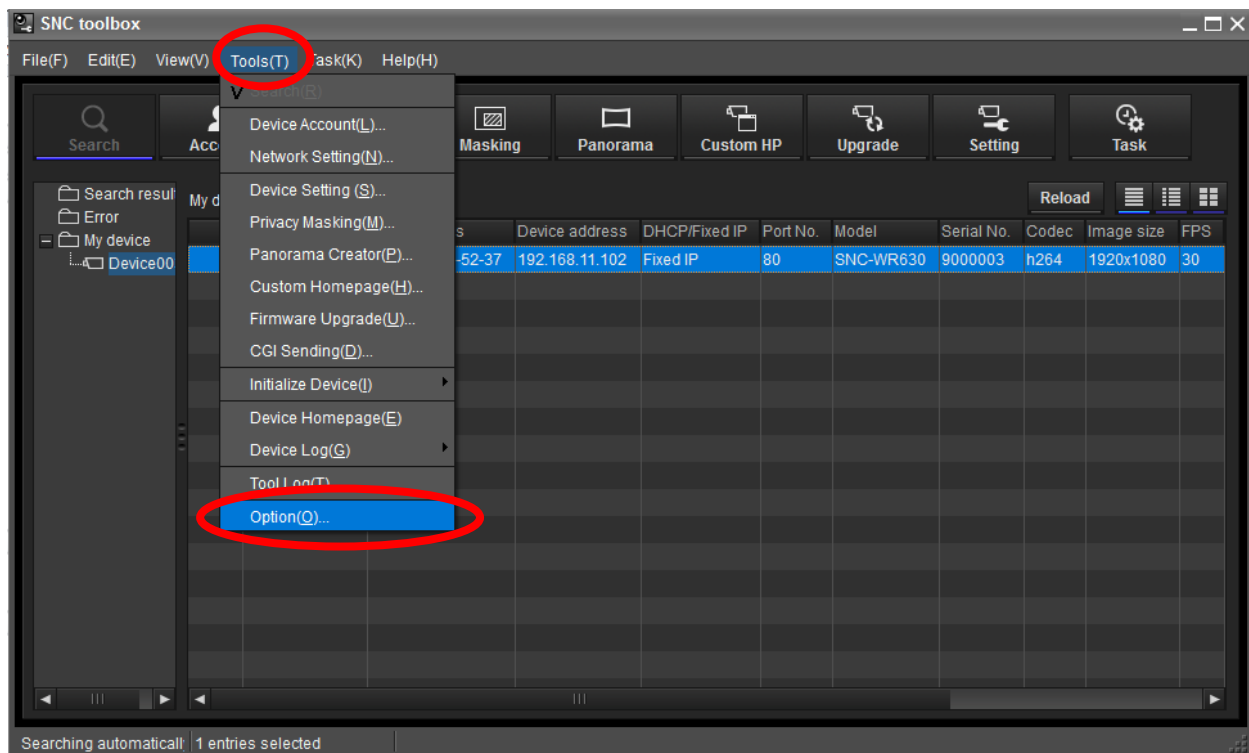 SNC toolbox
File(F) Edit(E) View(V) Tools(T) Task(K) Help(H)
V Search(R)
Search
Acc
Masking
Panorama
Custom HP
Upgrade
Setting
Task
Device Account(L)...
Network Setting(N)...
Device Setting (S)...
Privacy Masking(M)...
Panorama Creator(P)...
Custom Homepage(H)...
Firmware Upgrade(U)...
CGI Sending(D)...
Initialize Device(I)
Device Homepage(E)
Device Log(G)
Tool Log(T)
Option(O)...
Search resul
Error
My device
Device00
My d
Reload
s Device address DHCP/Fixed IP Port No. Model Serial No. Codec Image size FPS
-52-37 192.168.11.102 Fixed IP 80 SNC-WR630 9000003 h264 1920x1080 30
Searching automaticall 1 entries selected